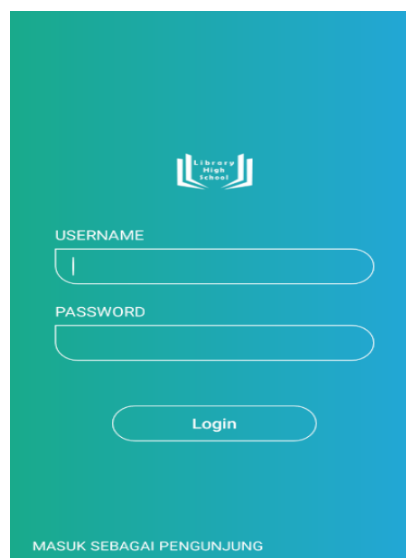 Library
High
School
USERNAME
PASSWORD
Login
MASUK SEBAGAI PENGUNJUNG